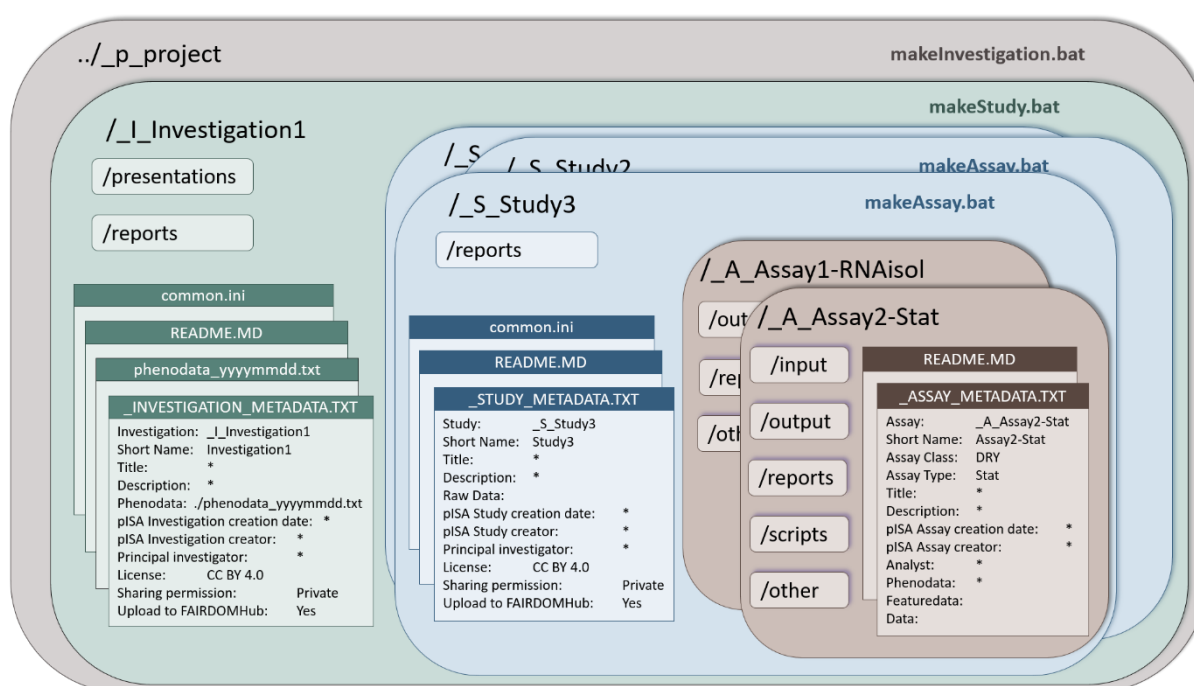 ../_p_project
makeInvestigation.bat
makeStudy.bat
/_I_Investigation1
/presentations
/reports
common.ini
README.MD
phenodata_yyyymmdd.txt
_INVESTIGATION_METADATA.TXT
Investigation: _I_Investigation1
Short Name: Investigation1
Title: *
Description: *
Phenodata: ./phenodata_yyyymmdd.txt
pISA Investigation creation date: *
pISA Investigation creator: *
Principal investigator: *
License: CC BY 4.0
Sharing permission: Private
Upload to FAIRDOMHub: Yes
/_S
/_S_Study2
makeAssay.bat
/_S_Study3
makeAssay.bat
/reports
common.ini
README.MD
_STUDY_METADATA.TXT
Study: _S_Study3
Short Name: Study3
Title: *
Description: *
Raw Data:
pISA Study creation date: *
pISA Study creator: *
Principal investigator: *
License: CC BY 4.0
Sharing permission: Private
Upload to FAIRDOMHub: Yes
/_A_Assay1-RNAisol
/out
/rep
/oth
/_A_Assay2-Stat
/input
/output
/reports
/scripts
/other
README.MD
_ASSAY_METADATA.TXT
Assay: _A_Assay2-Stat
Short Name: Assay2-Stat
Assay Class: DRY
Assay Type: Stat
Title: *
Description: *
pISA Assay creation date: *
pISA Assay creator: *
Analyst: *
Phenodata: *
Featuredata:
Data: